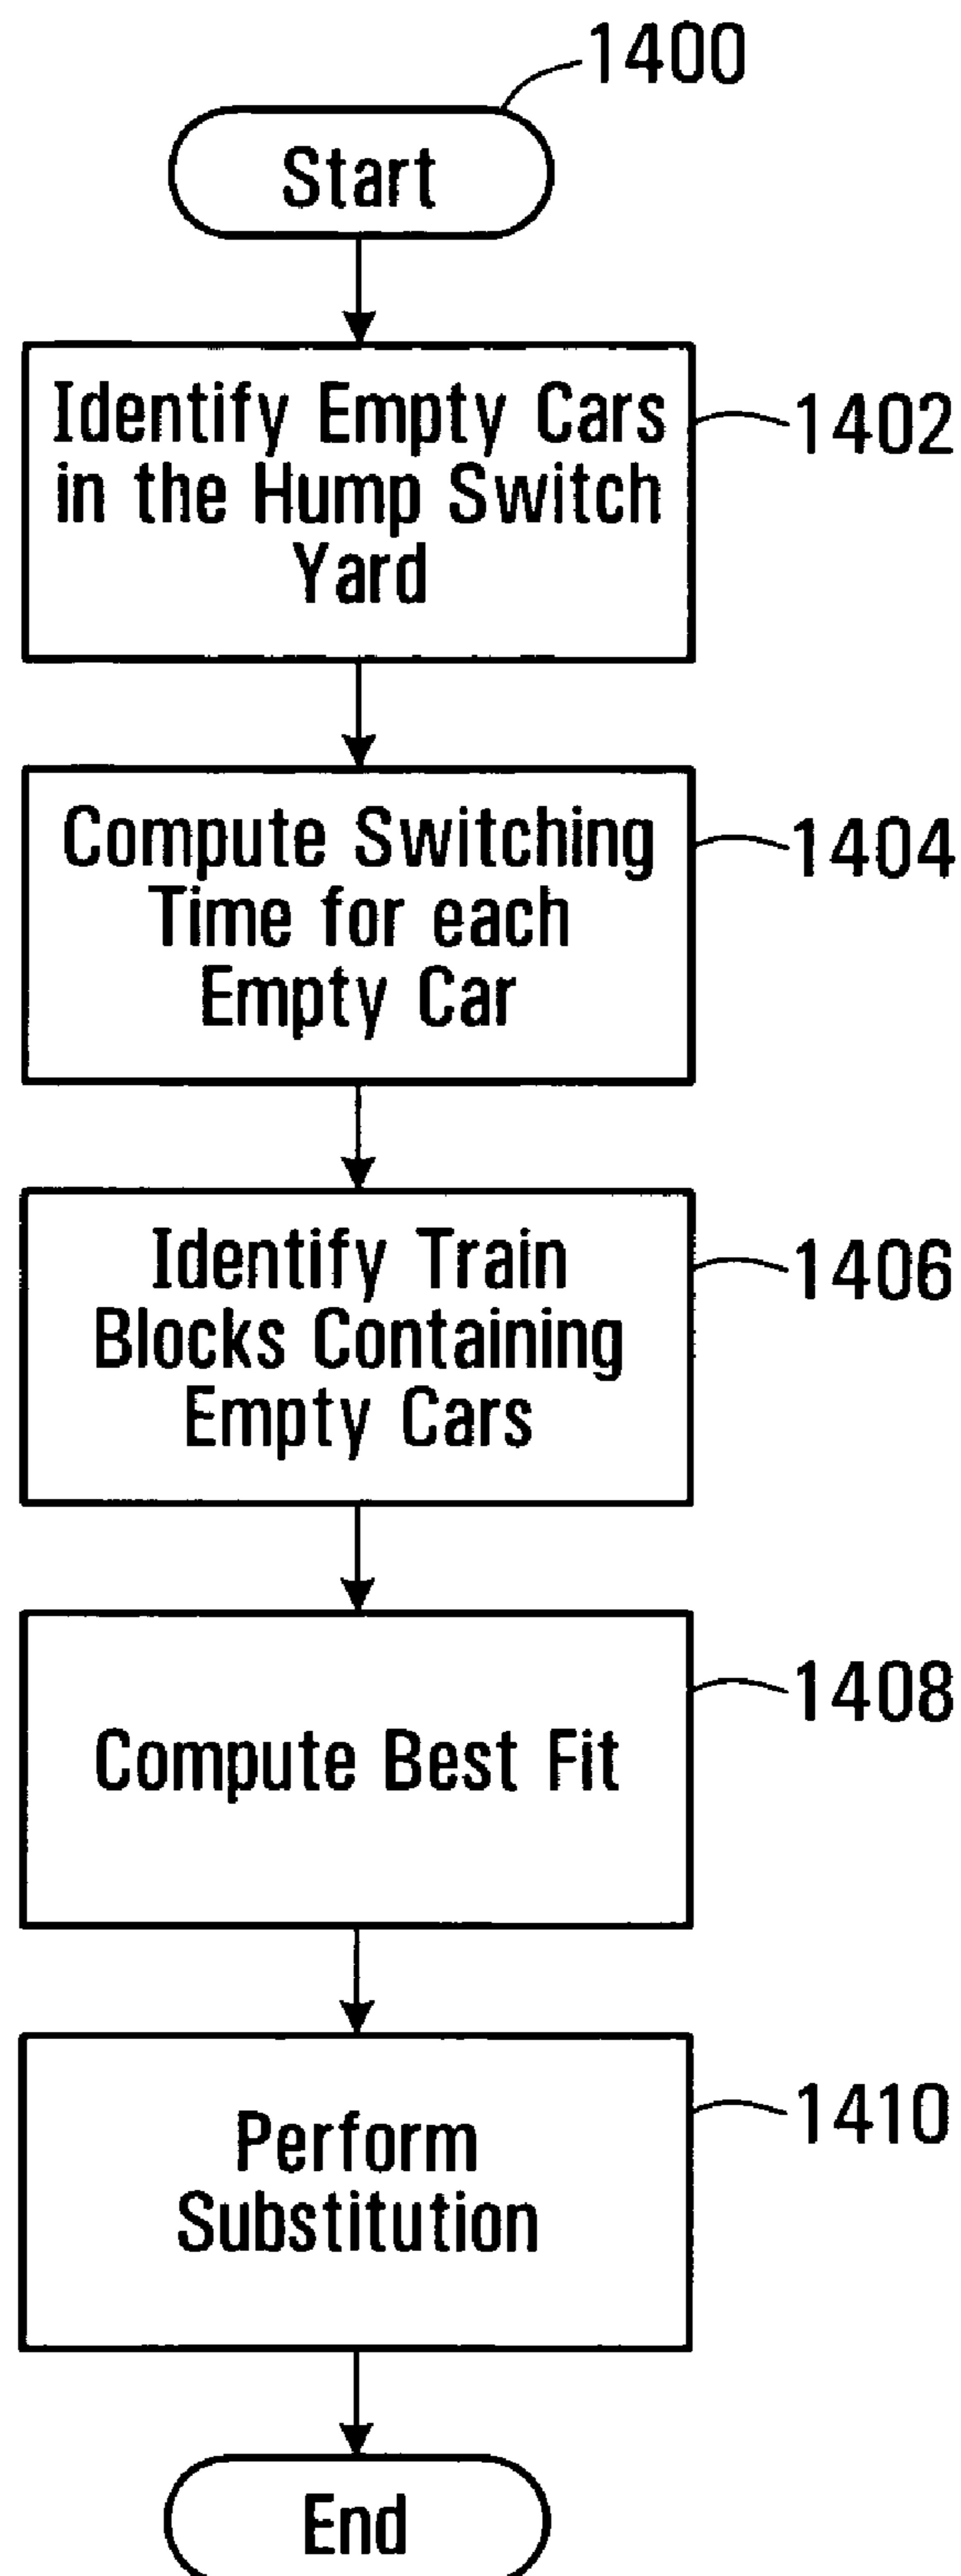 1400
Start
Identify Empty Cars
in the Hump Switch
Yard
1402
Compute Switching
Time for each
Empty Car
1404
Identify Train
Blocks Containing
Empty Cars
1406
Compute Best Fit
1408
Perform
Substitution
1410
End